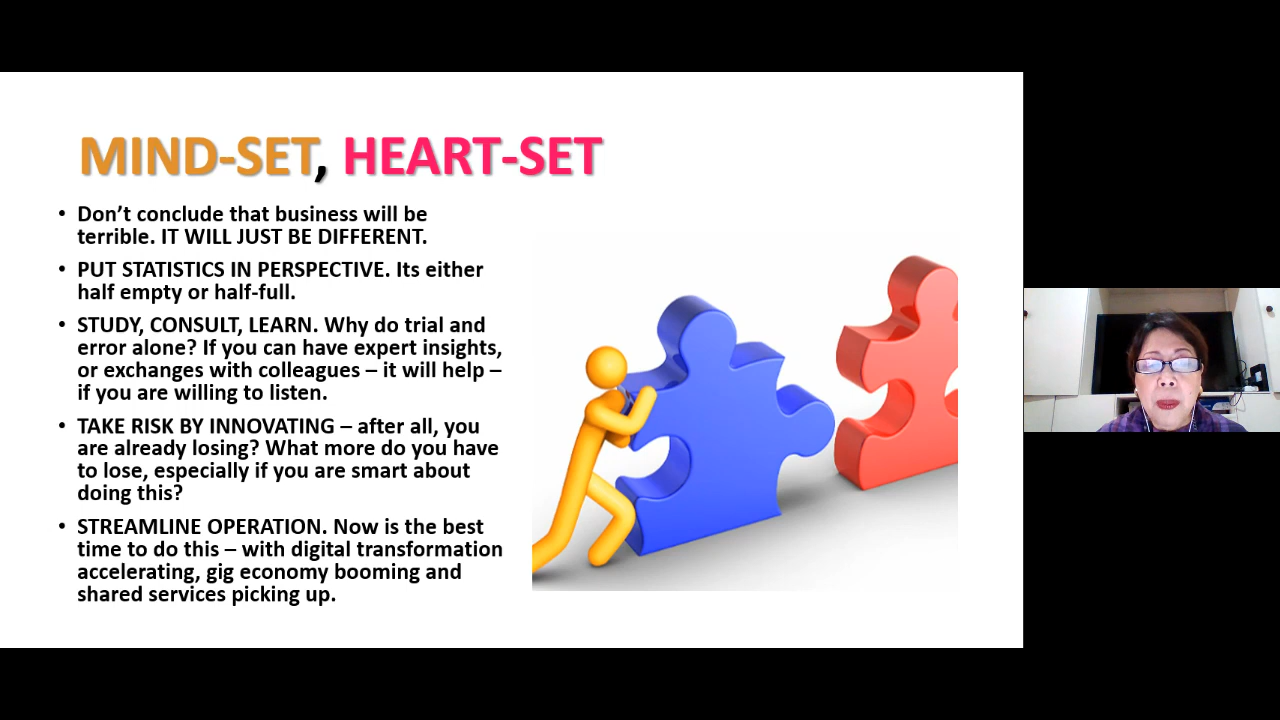 MIND-SET, HEART-SET
• Don’t conclude that business will be
terrible. IT WILL JUST BE DIFFERENT.
• PUT STATISTICS IN PERSPECTIVE. Its either
half empty or half-full.
• STUDY, CONSULT, LEARN. Why do trial and
error alone? If you can have expert insights,
or exchanges with colleagues – it will help –
if you are willing to listen.
• TAKE RISK BY INNOVATING – after all, you
are already losing? What more do you have
to lose, especially if you are smart about
doing this?
• STREAMLINE OPERATION. Now is the best
time to do this – with digital transformation
accelerating, gig economy booming and
shared services picking up.